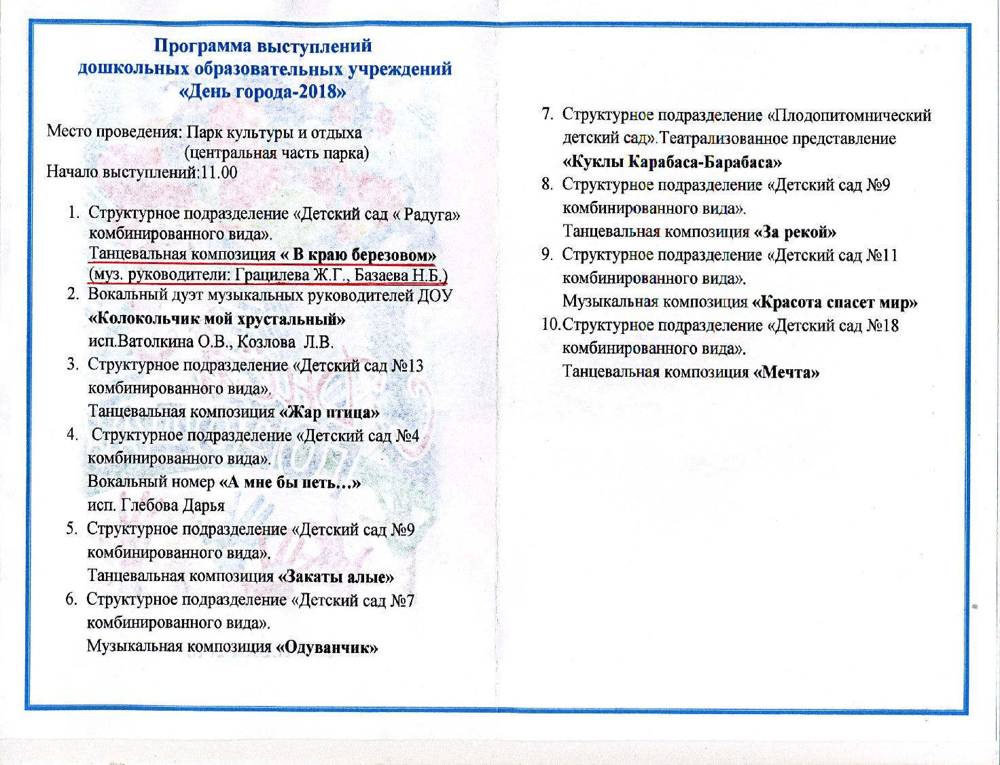 Программа выступлений
дошкольных образовательных учреждений
«День города-2018»
Место проведения: Парк культуры и отдыха
(центральная часть парка)
Начало выступлений:11.00
1. Структурное подразделение «Детский сад « Радуга»
комбинированного вида».
Танцевальная композиция « В краю березовом»
(муз. руководители: Грацилева Ж.Г., Базаева Н.Б.)
2. Вокальный дуэт музыкальных руководителей ДОУ
«Колокольчик мой хрустальный»
исп.Ватолкина О.В., Козлова Л.В.
3. Структурное подразделение «Детский сад №13
комбинированного вида».
Танцевальная композиция «Жар птица»
4. Структурное подразделение «Детский сад №4
комбинированного вида».
Вокальный номер «А мне бы петь…»
исп. Глебова Дарья
5. Структурное подразделение «Детский сад №9
комбинированного вида».
Танцевальная композиция «Закаты алые»
6. Структурное подразделение «Детский сад №7
комбинированного вида».
Музыкальная композиция «Одуванчик»
7. Структурное подразделение «Плодопитомнический
детский сад».Театрализованное представление
«Куклы Карабаса-Барабаса»
8. Структурное подразделение «Детский сад №9
комбинированного вида».
Танцевальная композиция «За рекой»
9. Структурное подразделение «Детский сад №11
комбинированного вида».
Музыкальная композиция «Красота спасет мир»
10.Структурное подразделение «Детский сад №18
комбинированного вида».
Танцевальная композиция «Мечта»